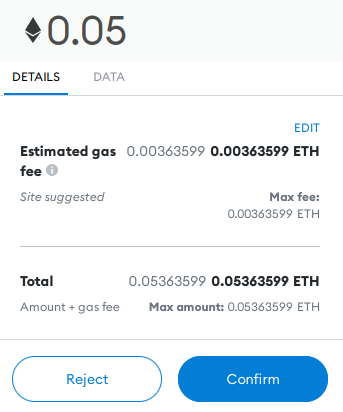 0.05
DETAILS DATA
EDIT
Estimated gas 0.00363599 0.00363599 ETH
fee
Site suggested Max fee:
0.00363599 ETH
Total 0.05363599 0.05363599 ETH
Amount + gas fee Max amount: 0.05363599 ETH
Reject Confirm